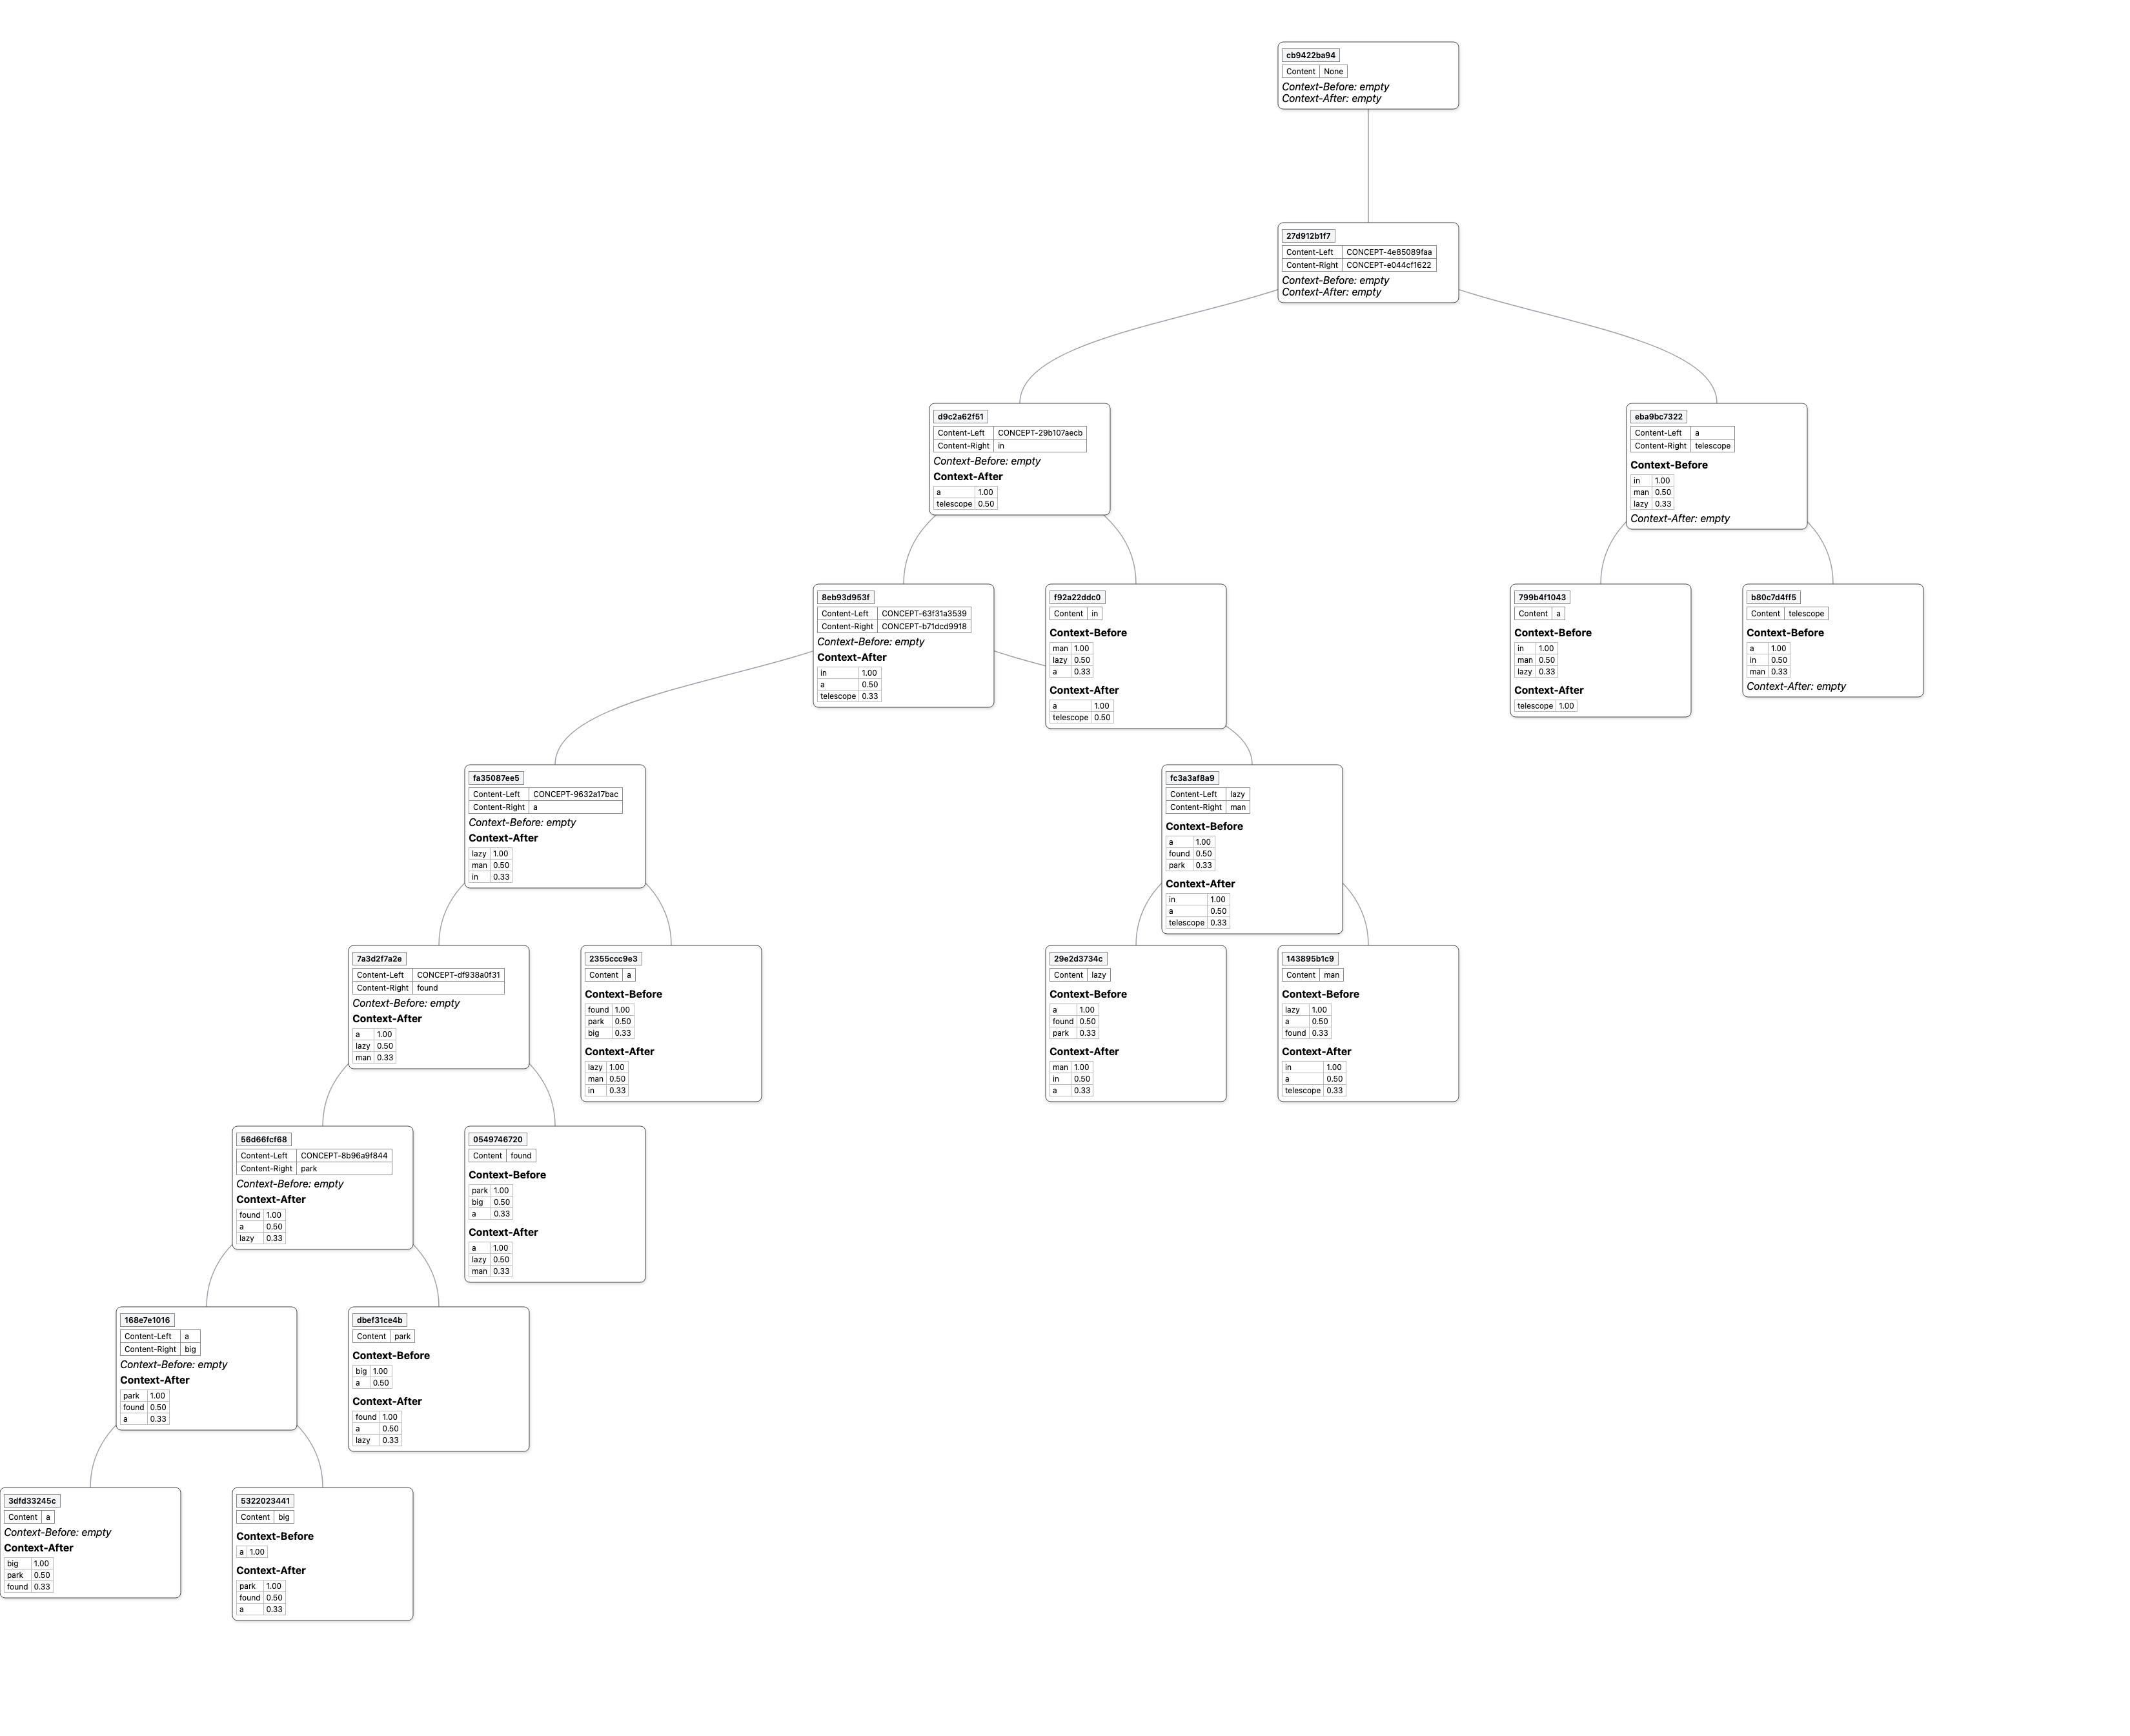 cb9422ba94
Content None
Context-Before: empty
Context-After: empty
27d912b1f7
Content-Left CONCEPT-4e85089faa
Content-Right CONCEPT-e044cf1622
Context-Before: empty
Context-After: empty
d9c2a62f51
Content-Left CONCEPT-29b107aecb
Content-Right in
Context-Before: empty
Context-After
a 1.00
telescope 0.50
eba9bc7322
Content-Left a
Content-Right telescope
Context-Before
in 1.00
man 0.50
lazy 0.33
Context-After: empty
8eb93d953f
Content-Left CONCEPT-63f31a3539
Content-Right CONCEPT-b71dcd9918
Context-Before: empty
Context-After
in 1.00
a 0.50
telescope 0.33
f92a22ddc0
Content in
Context-Before
man 1.00
lazy 0.50
a 0.33
Context-After
a 1.00
telescope 0.50
799b4f1043
Content a
Context-Before
in 1.00
man 0.50
lazy 0.33
Context-After
telescope 1.00
b80c7d4ff5
Content telescope
Context-Before
a 1.00
in 0.50
man 0.33
Context-After: empty
fa35087ee5
Content-Left CONCEPT-9632a17bac
Content-Right a
Context-Before: empty
Context-After
lazy 1.00
man 0.50
in 0.33
fc3a3af8a9
Content-Left lazy
Content-Right man
Context-Before
a 1.00
found 0.50
park 0.33
Context-After
in 1.00
a 0.50
telescope 0.33
7a3d2f7a2e
Content-Left CONCEPT-df938a0f31
Content-Right found
Context-Before: empty
Context-After
a 1.00
lazy 0.50
man 0.33
2355ccc9e3
Content a
Context-Before
found 1.00
park 0.50
big 0.33
Context-After
lazy 1.00
man 0.50
in 0.33
29e2d3734c
Content lazy
Context-Before
a 1.00
found 0.50
park 0.33
Context-After
man 1.00
in 0.50
a 0.33
143895b1c9
Content man
Context-Before
lazy 1.00
a 0.50
found 0.33
Context-After
in 1.00
a 0.50
telescope 0.33
56d66fcf68
Content-Left CONCEPT-8b96a9f844
Content-Right park
Context-Before: empty
Context-After
found 1.00
a 0.50
lazy 0.33
0549746720
Content found
Context-Before
park 1.00
big 0.50
a 0.33
Context-After
a 1.00
lazy 0.50
man 0.33
168e7e1016
Content-Left a
Content-Right big
Context-Before: empty
Context-After
park 1.00
found 0.50
a 0.33
dbef31ce4b
Content park
Context-Before
big 1.00
a 0.50
Context-After
found 1.00
a 0.50
lazy 0.33
3dfd33245c
Content a
Context-Before: empty
Context-After
big 1.00
park 0.50
found 0.33
5322023441
Content big
Context-Before
a 1.00
Context-After
park 1.00
found 0.50
a 0.33